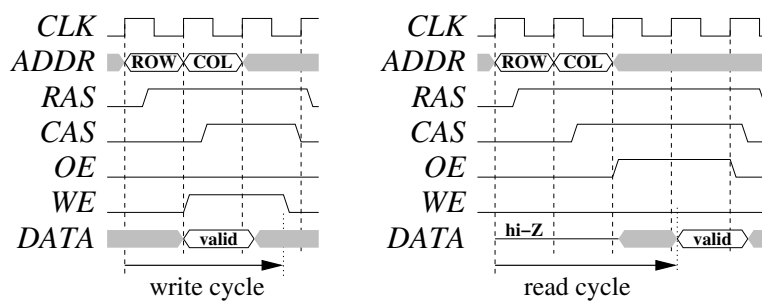 CLK CLK
ADDR ROW COL ADDR ROW COL
RAS RAS
CAS CAS
OE OE
WE WE
DATA valid DATA hi–Z valid
write cycle read cycle